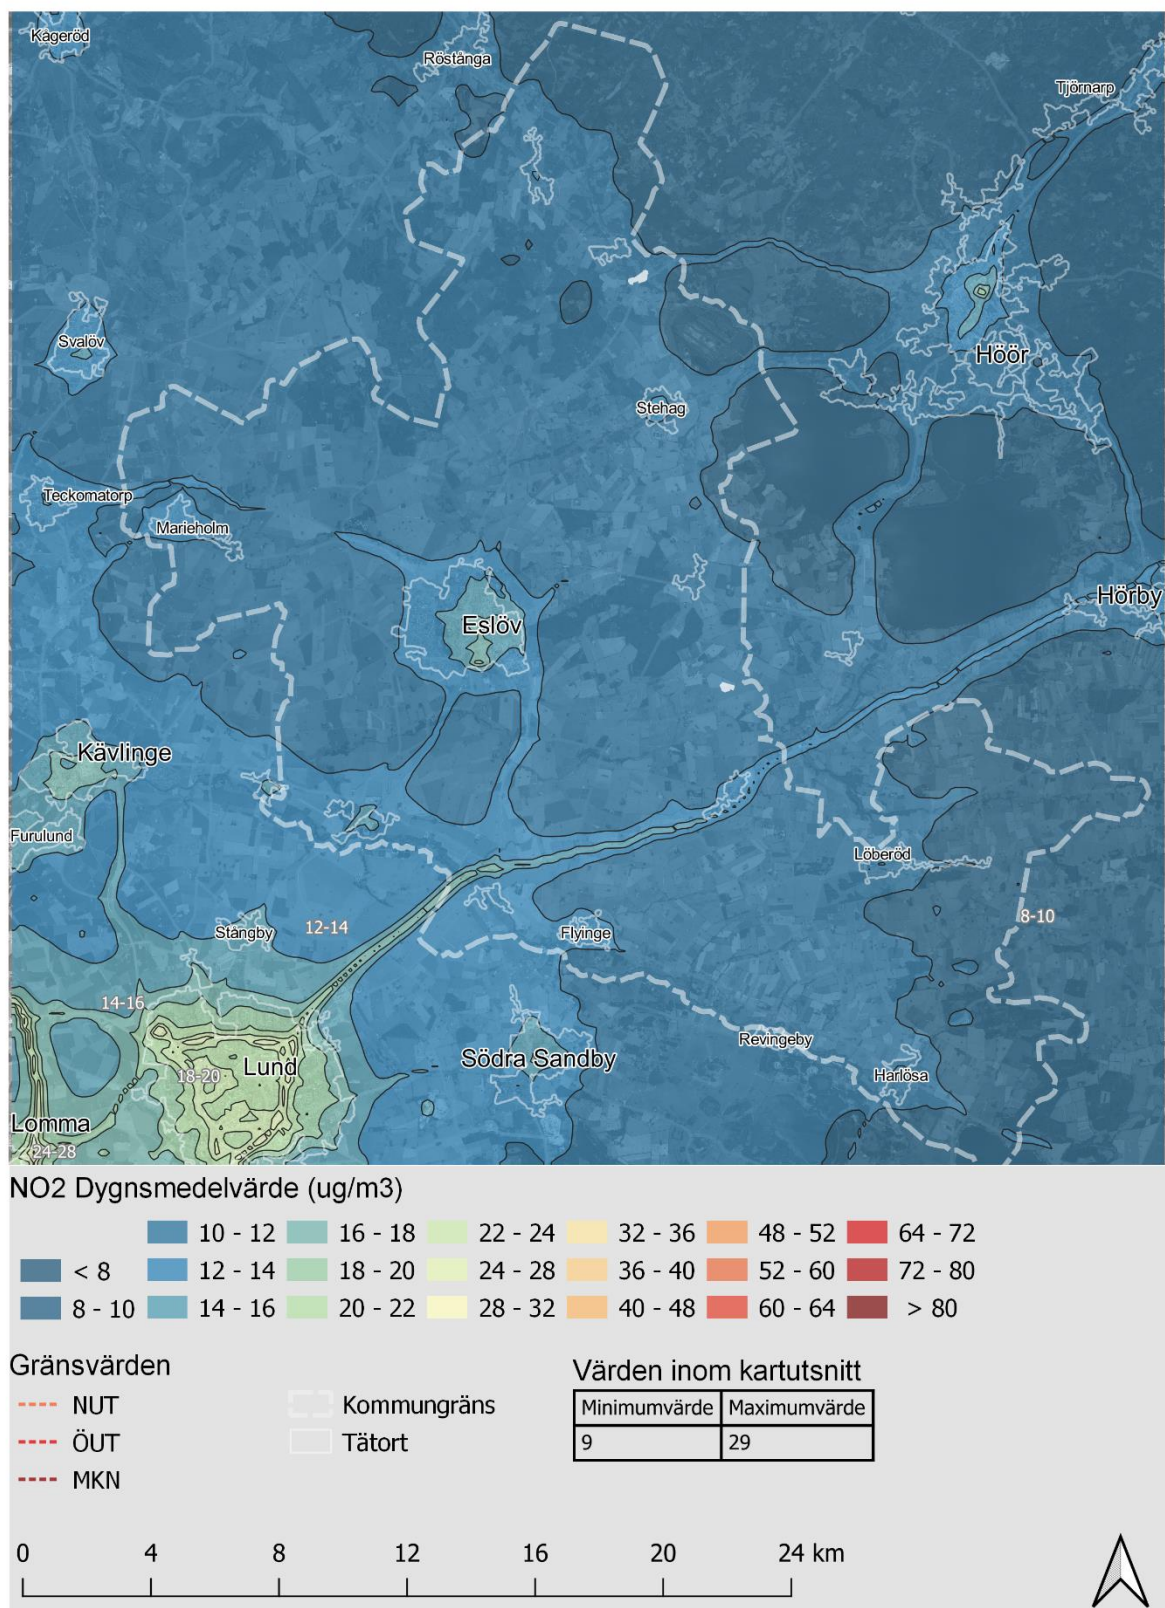 Kågeröd
Röstånga
Tjörnarp
Svalöv
Höör
Stehag
Teckomatorp
Marieholm
Hörby
Eslöv
Kävlinge
Furulund
Löberöd
12-14
8-10
Stångby
Flyinge
14-16
Revingeby
Södra Sandby
Lund
18-20
Harlösa
Lomma
24-28
NO2 Dygnsmedelvärde (ug/m3)
10 - 12 16 - 18 22 - 24 32 - 36 48 - 52 64 - 72
< 8 12 - 14 18 - 20 24 - 28 36 - 40 52 - 60 72 - 80
8 - 10 14 - 16 20 - 22 28 - 32 40 - 48 60 - 64 > 80
Gränsvärden
NUT
ÖUT
MKN
Kommungräns
Tätort
Värden inom kartutsnitt
Minimumvärde Maximumvärde
9 29
0 4 8 12 16 20 24 km